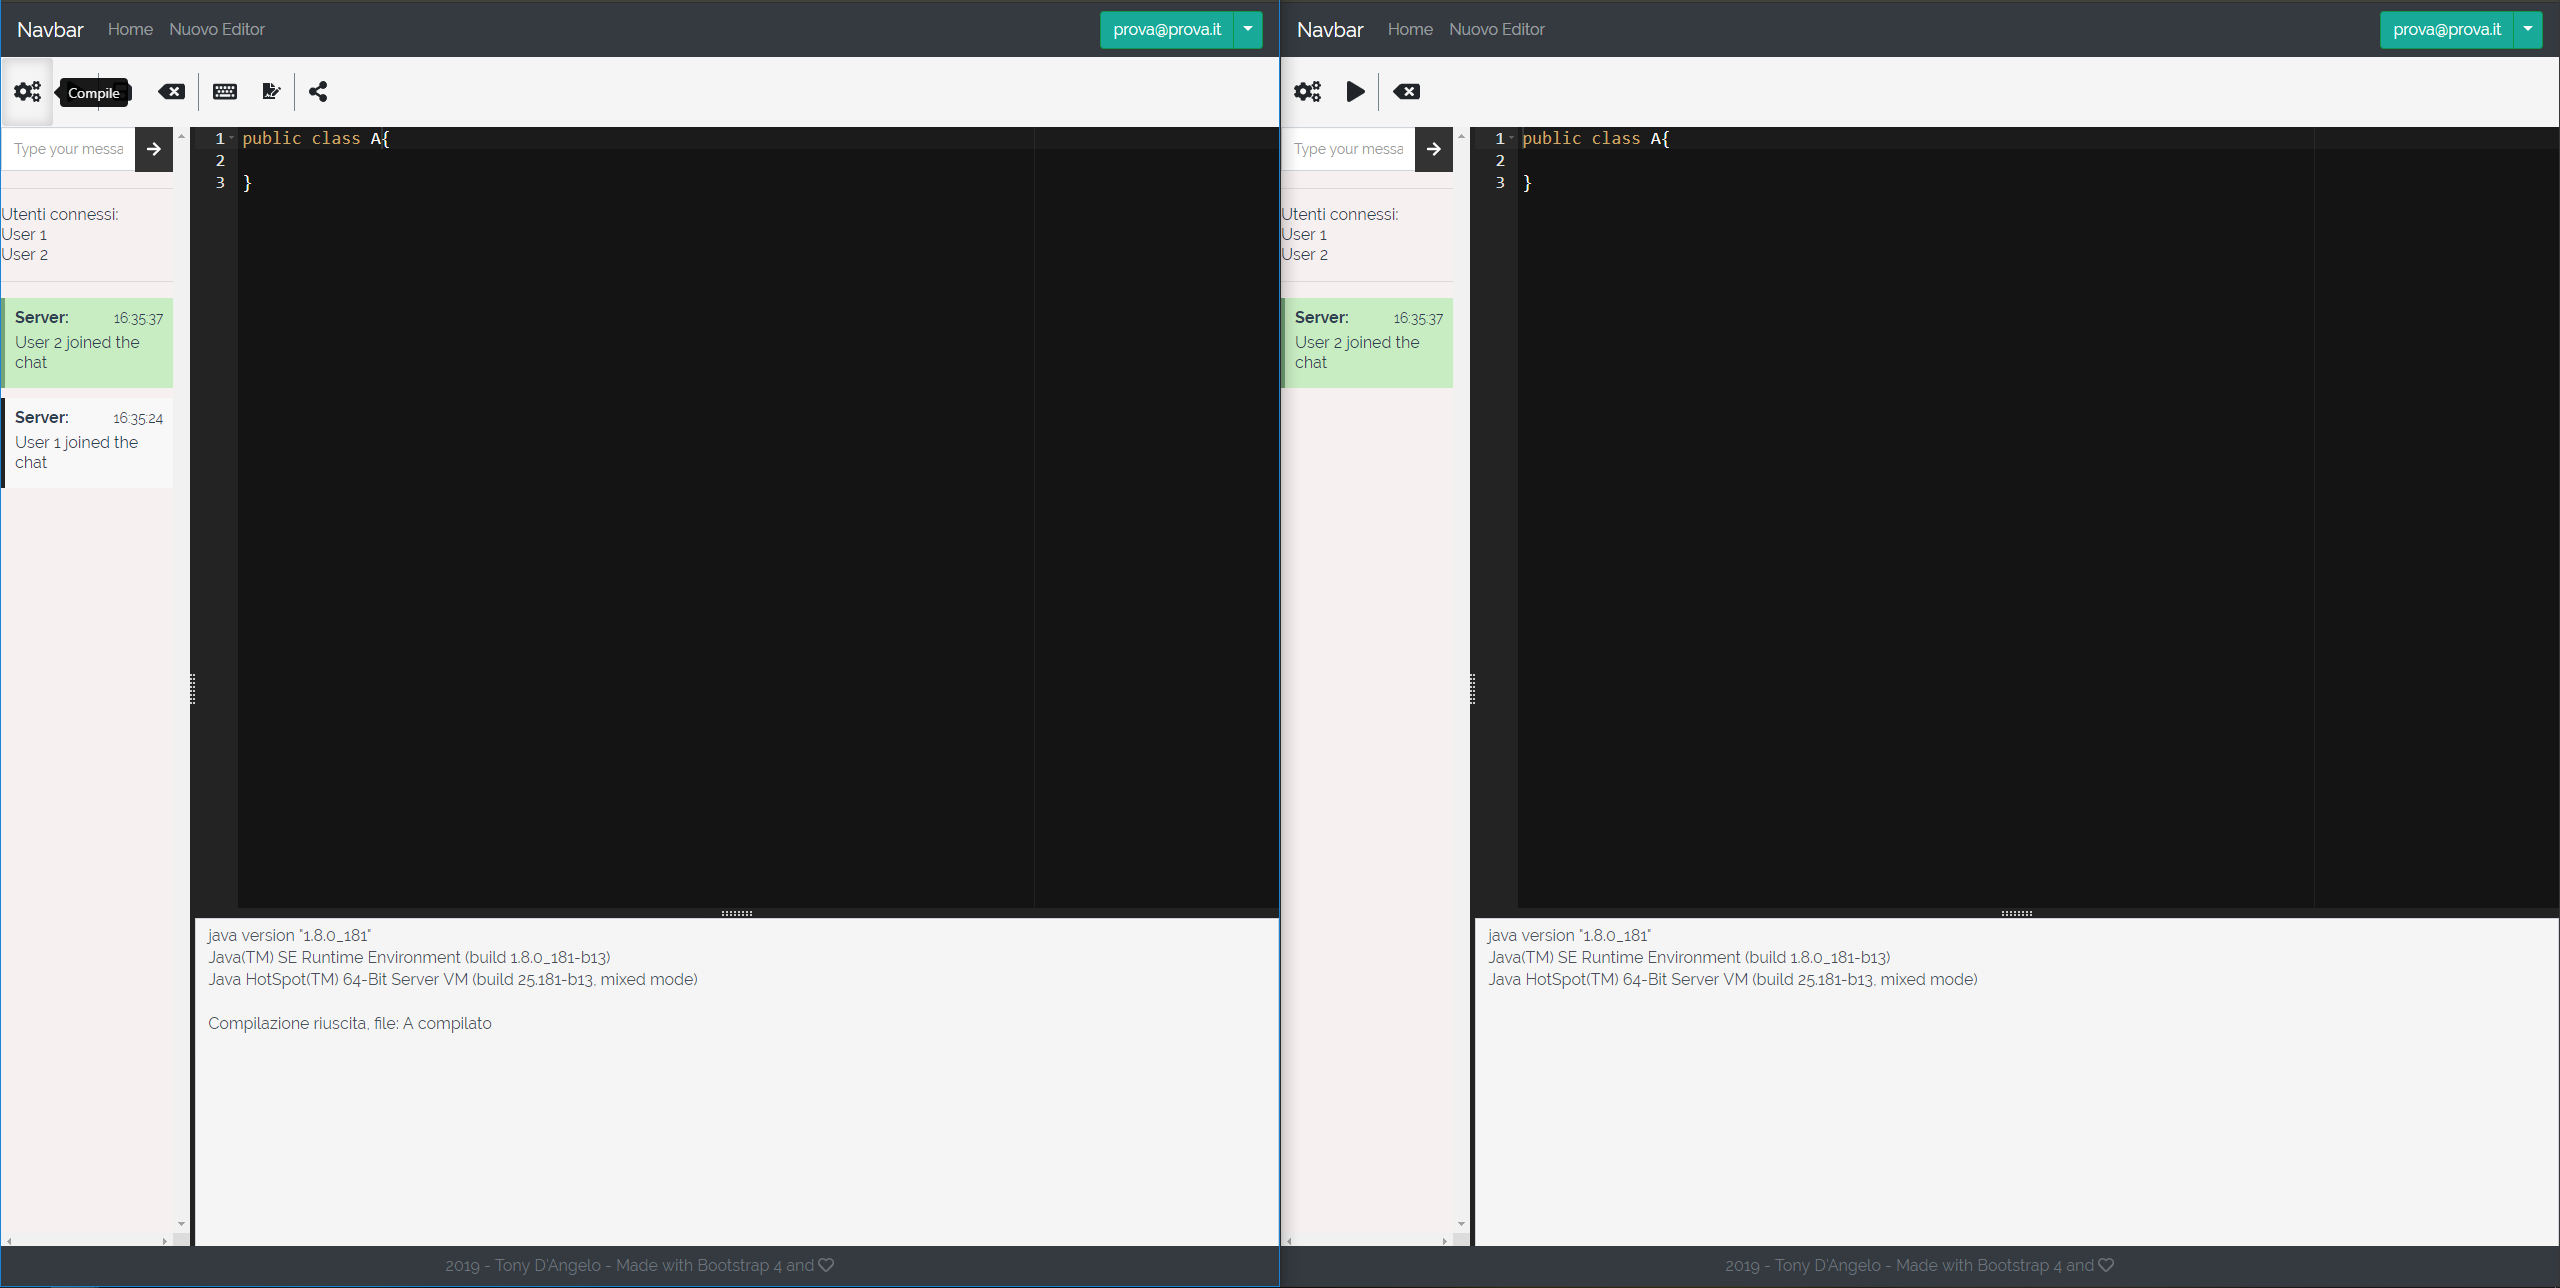 Navbar Home Nuovo Editor prova@prova.it
Compile
Type your messa
Utenti connessi:
User 1
User 2
Server: 16:35:37
User 2 joined the
chat
Server: 16:35:24
User 1 joined the
chat
1 public class A{
2
3 }
java version "1.8.0_181"
Java(TM) SE Runtime Environment (build 1.8.0_181-b13)
Java HotSpot(TM) 64-Bit Server VM (build 25.181-b13, mixed mode)
Compilazione riuscita, file: A compilato
2019 - Tony D'Angelo - Made with Bootstrap 4 and
Navbar Home Nuovo Editor prova@prova.it
Type your messa
Utenti connessi:
User 1
User 2
Server: 16:35:37
User 2 joined the
chat
1 public class A{
2
3 }
java version "1.8.0_181"
Java(TM) SE Runtime Environment (build 1.8.0_181-b13)
Java HotSpot(TM) 64-Bit Server VM (build 25.181-b13, mixed mode)
2019 - Tony D'Angelo - Made with Bootstrap 4 and